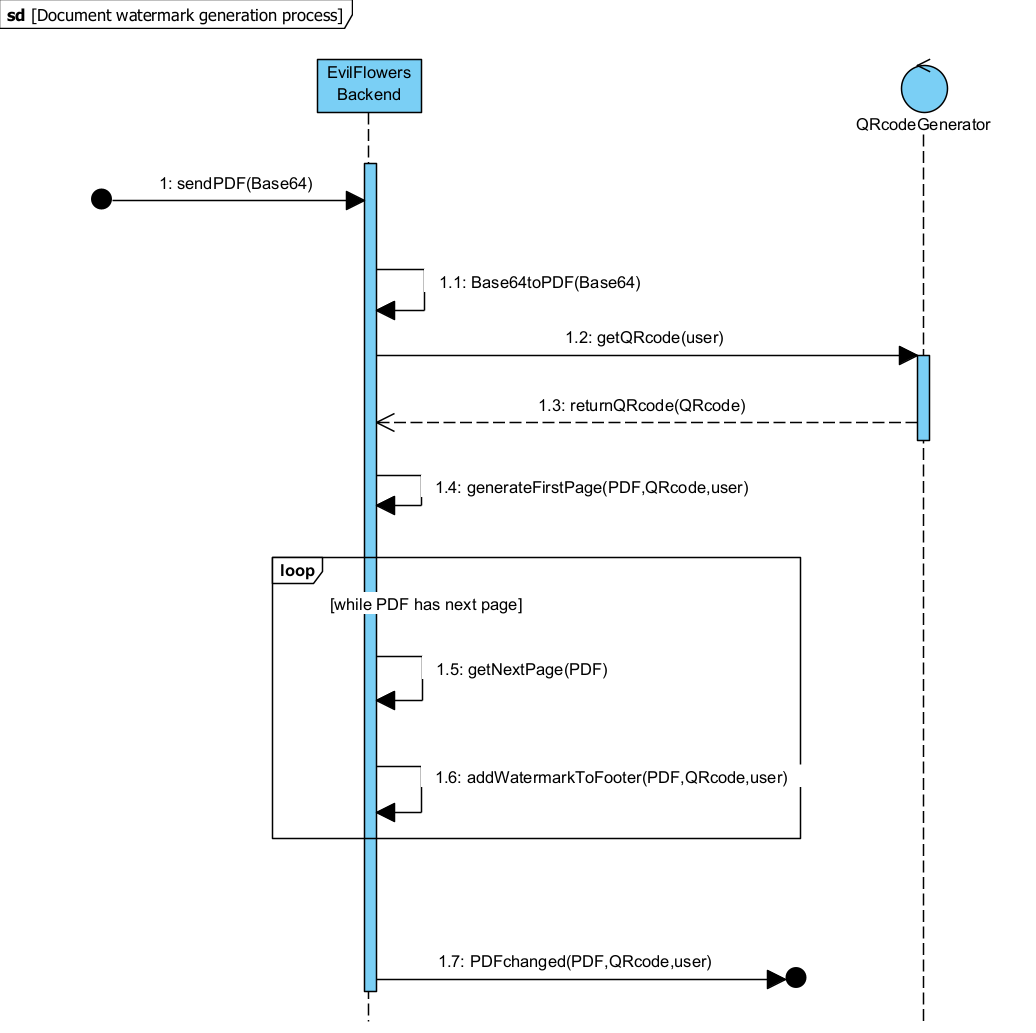 sd [Document watermark generation process]
EvilFlowers
Backend
QRcodeGenerator
1: sendPDF(Base64)
1.1: Base64toPDF(Base64)
1.2: getQRcode(user)
1.3: returnQRcode(QRcode)
1.4: generateFirstPage(PDF,QRcode,user)
loop
[while PDF has next page]
1.5: getNextPage(PDF)
1.6: addWatermarkToFooter(PDF,QRcode,user)
1.7: PDFchanged(PDF,QRcode,user)